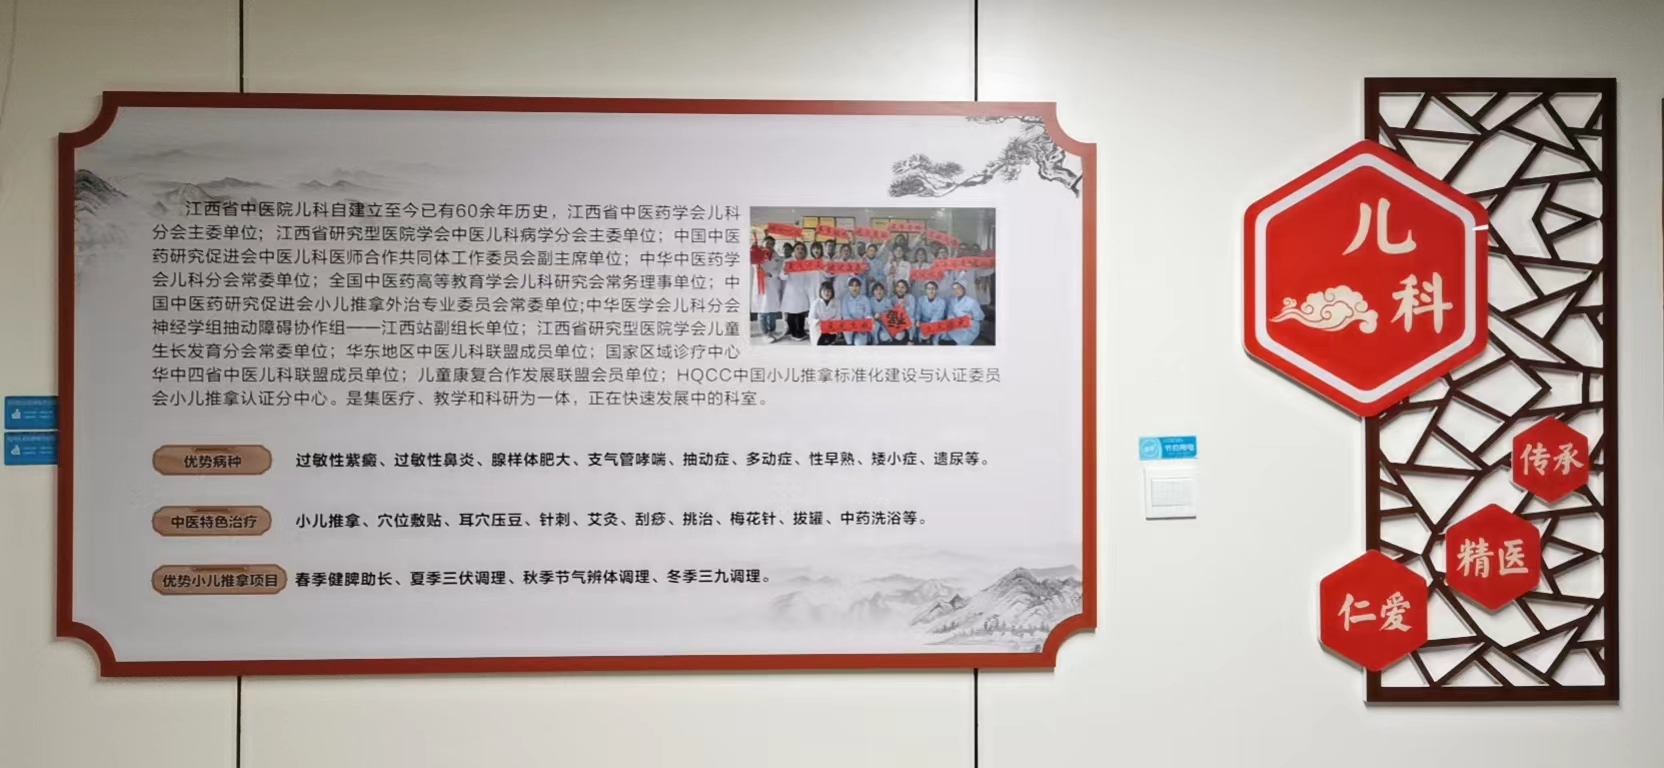 江西省中医院儿科自建立至今已有60余年历史，江西省中医药学会儿科
分会主委单位；江西省研究型医院学会中医儿科病学分会主委单位；中国中医
药研究促进会中医儿科医师合作共同体工作委员会副主席单位；中华中医药学
会儿科分会常委单位；全国中医药高等教育学会儿科研究会常务理事单位；中
国中医药研究促进会小儿推拿外治专业委员会常委单位;中华医学会儿科分会
神经学组抽动障碍协作组——江西站副组长单位；江西省研究型医院学会儿童
生长发育分会常委单位；华东地区中医儿科联盟成员单位；国家区域诊疗中心
华中四省中医儿科联盟成员单位；儿童康复合作发展联盟会员单位；HQCC中国小儿推拿标准化建设与认证委员
会小儿推拿认证分中心。是集医疗、教学和科研为一体，正在快速发展中的科室。
优势病种
过敏性紫癜、过敏性鼻炎、腺样体肥大、支气管哮喘、抽动症、多动症、性早熟、矮小症、遗尿等。
中医特色治疗
小儿推拿、穴位敷贴、耳穴压豆、针刺、艾灸、刮痧、挑治、梅花针、拔罐、中药洗浴等。
优势小儿推拿项目
春季健脾助长、夏季三伏调理、秋季节气辨体调理、冬季三九调理。
节约用电
儿
科
传承
精医
仁爱